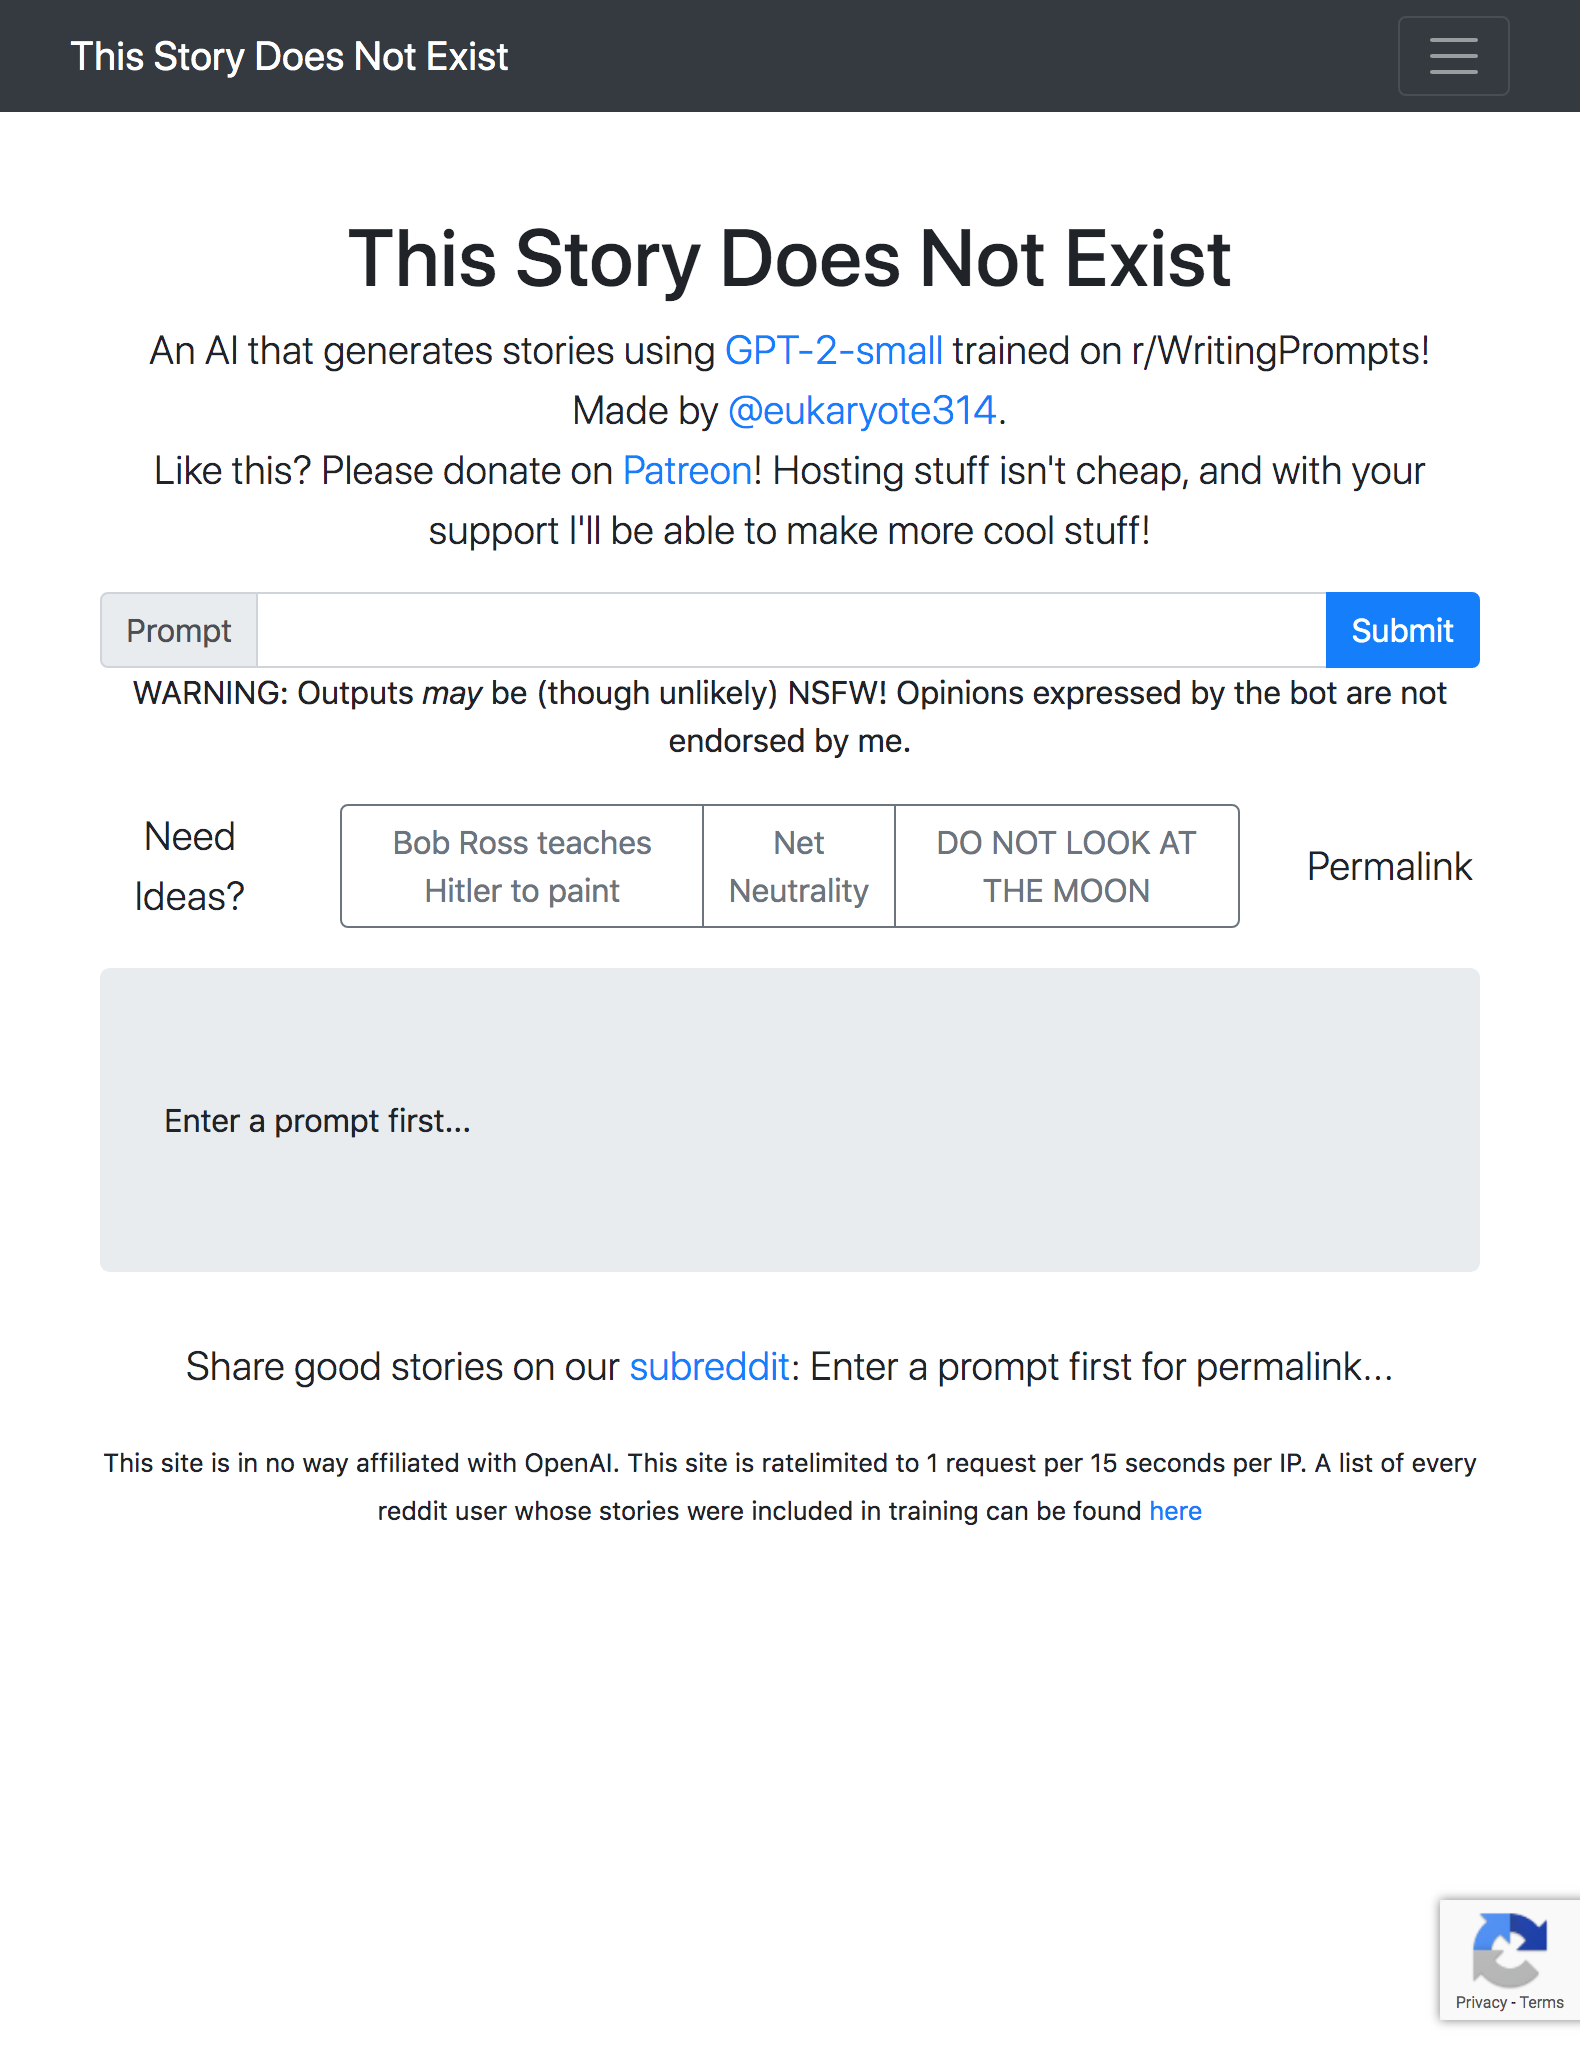 This Story Does Not Exist
This Story Does Not Exist
An AI that generates stories using GPT-2-small trained on r/WritingPrompts!
Made by @eukaryote314.
Like this? Please donate on Patreon! Hosting stuff isn't cheap, and with your
support I'll be able to make more cool stuff!
Prompt
Submit
WARNING: Outputs may be (though unlikely) NSFW! Opinions expressed by the bot are not
endorsed by me.
Need
Ideas?
Bob Ross teaches
Hitler to paint
Net
Neutrality
DO NOT LOOK AT
THE MOON
Permalink
Enter a prompt first...
Share good stories on our subreddit: Enter a prompt first for permalink...
This site is in no way affiliated with OpenAI. This site is ratelimited to 1 request per 15 seconds per IP. A list of every
reddit user whose stories were included in training can be found here
Privacy - Terms